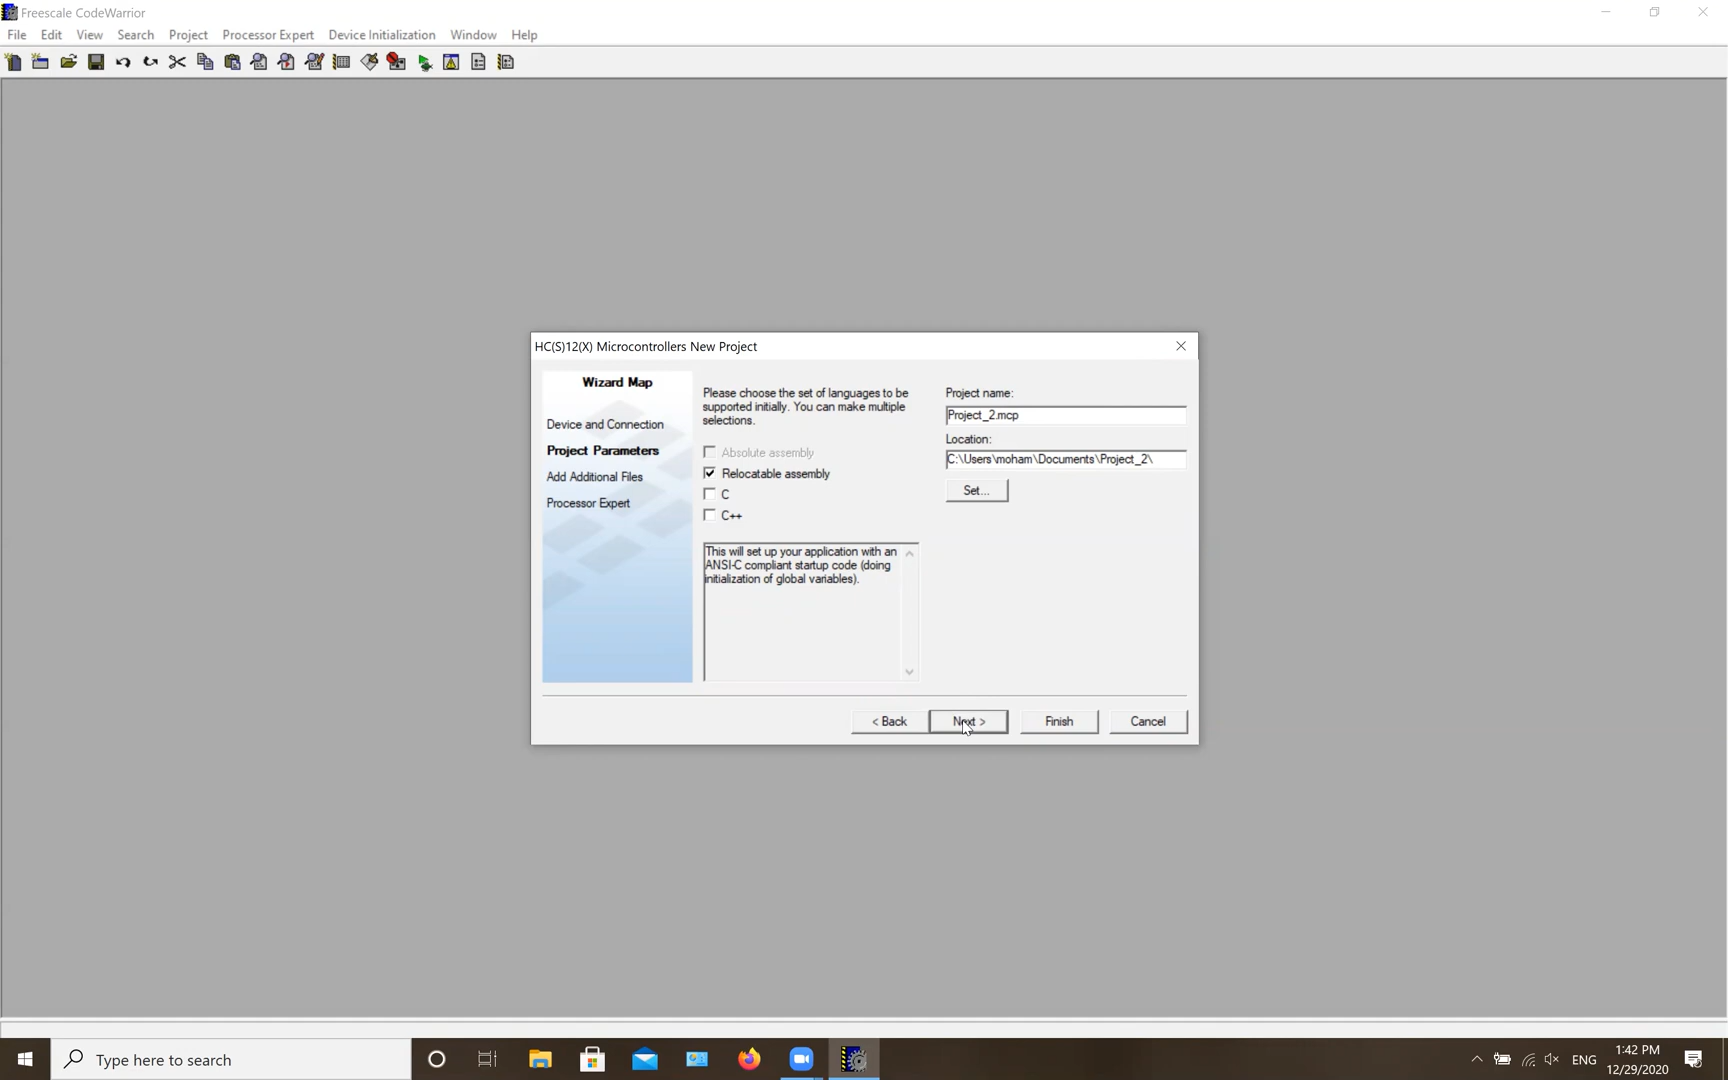 Freescale CodeWarrior
File Edit View Search Project Processor Expert Device Initialization Window Help
HC(S)12(X) Microcontrollers New Project
Wizard Map
Device and Connection
Project Parameters
Add Additional Files
Processor Expert
Please choose the set of languages to be
supported initially. You can make multiple
selections.
Absolute assembly
Relocatable assembly
C
C++
This will set up your application with an
ANSI-C compliant startup code (doing
initialization of global variables).
Project name:
Project_2.mcp
Location:
C:\Users\moham\Documents\Project_2\
Set...
< Back Next > Finish Cancel
Type here to search
ENG
1:42 PM
12/29/2020